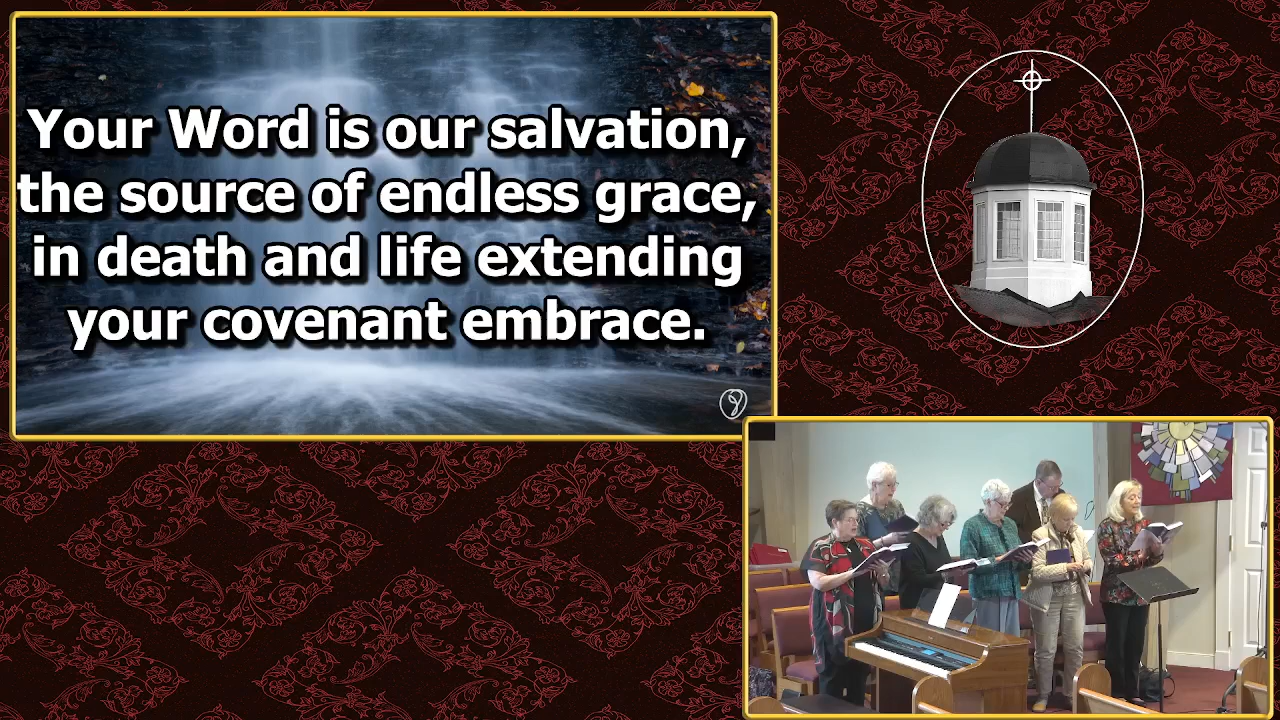 Your Word is our salvation,
the source of endless grace,
in death and life extending
your covenant embrace.